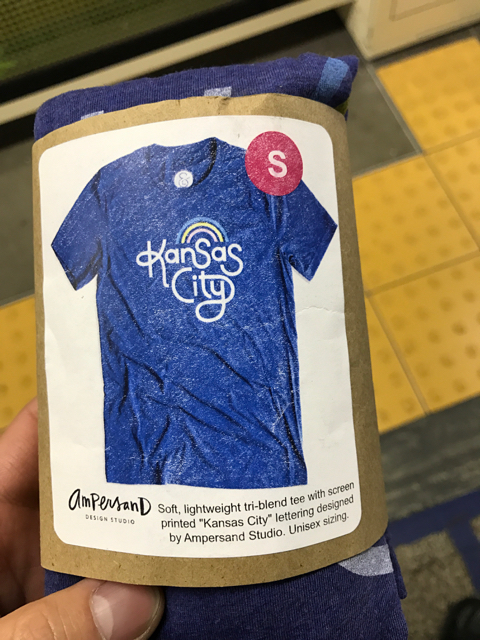 S
Kansas
City
Ampersand
DESIGN STUDIO
Soft, lightweight tri-blend tee with screen
printed "Kansas City" lettering designed
by Ampersand Studio. Unisex sizing.